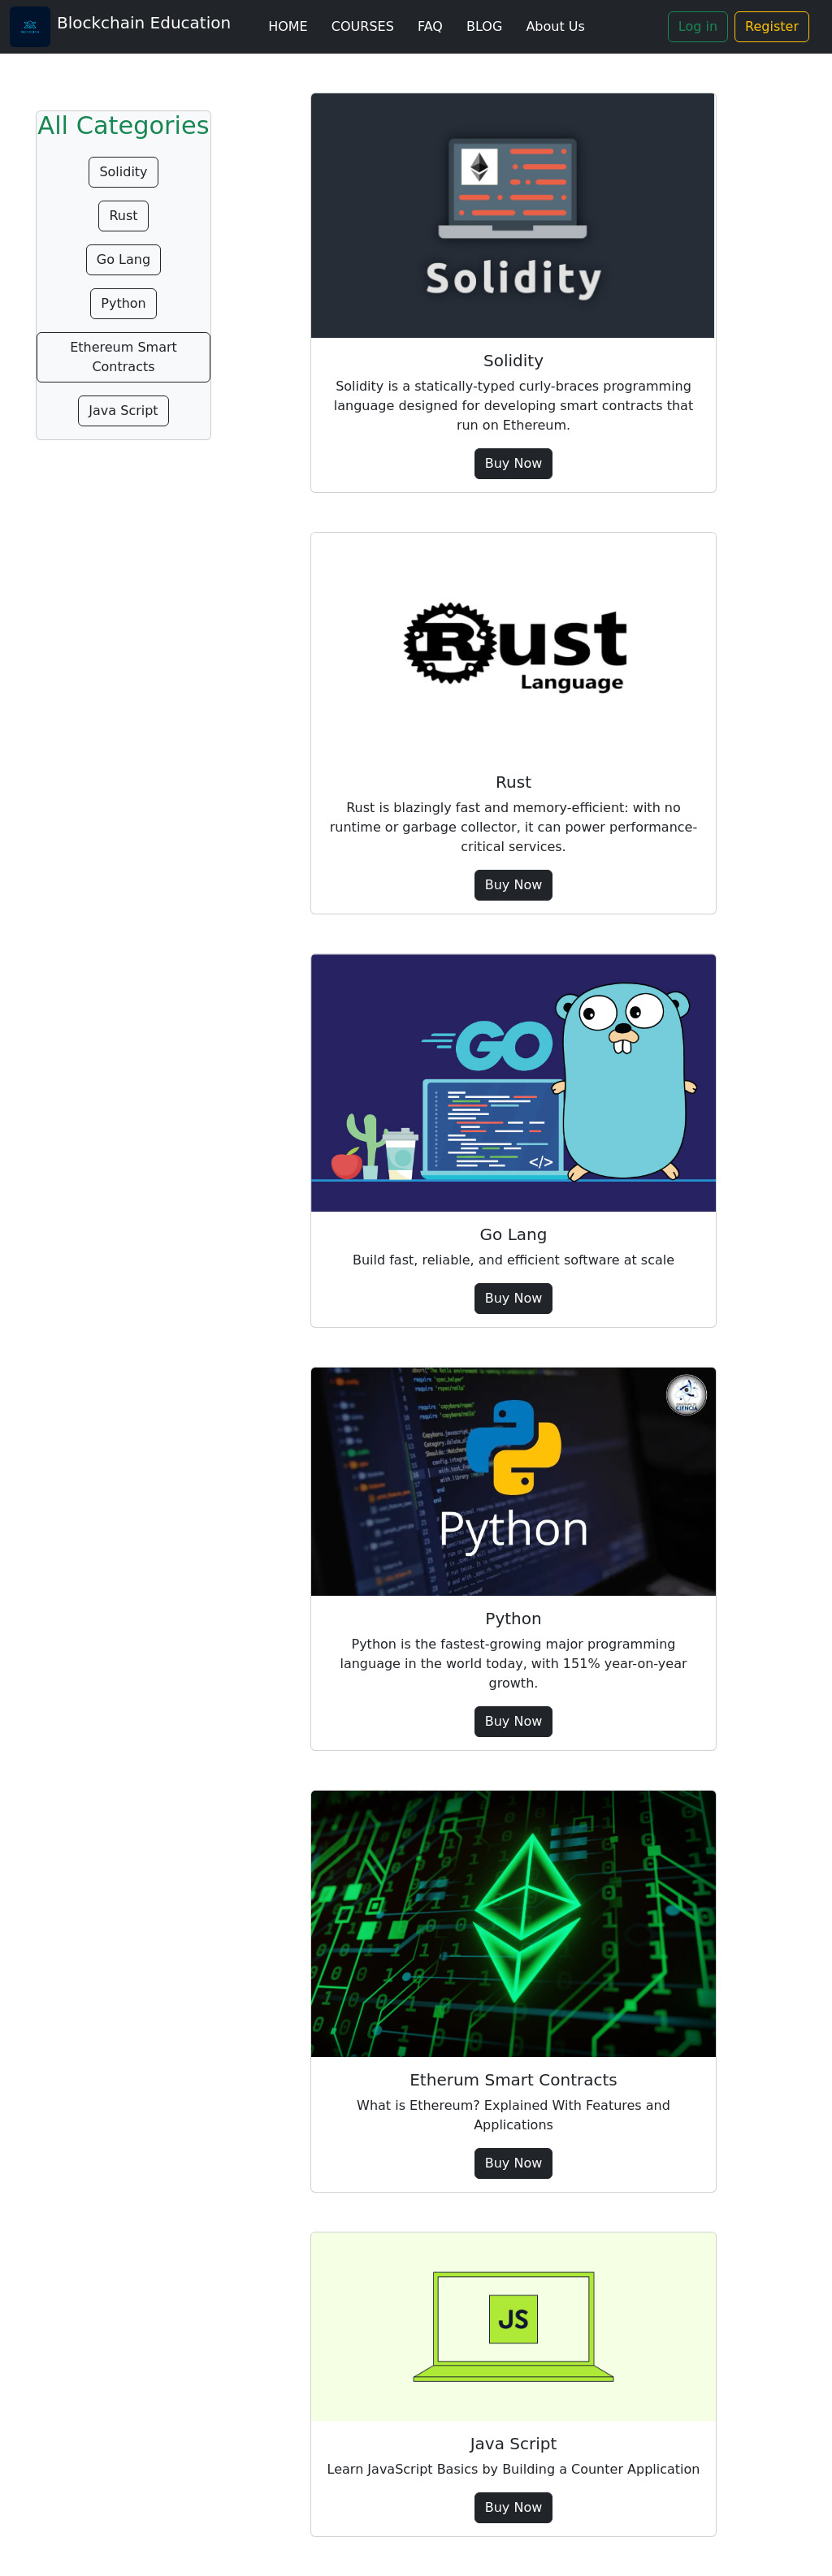 Blockchain Education
HOME
COURSES
FAQ
BLOG
About Us
Log in
Register
All Categories
Solidity
Rust
Go Lang
Python
Ethereum Smart
Contracts
Java Script
Solidity
Solidity
Solidity is a statically-typed curly-braces programming
language designed for developing smart contracts that
run on Ethereum.
Buy Now
Rust
Language
Rust
Rust is blazingly fast and memory-efficient: with no
runtime or garbage collector, it can power performance-
critical services.
Buy Now
GO
</>
Go Lang
Build fast, reliable, and efficient software at scale
Buy Now
CIENCIA
Python
Python
Python is the fastest-growing major programming
language in the world today, with 151% year-on-year
growth.
Buy Now
Etherum Smart Contracts
What is Ethereum? Explained With Features and
Applications
Buy Now
JS
Java Script
Learn JavaScript Basics by Building a Counter Application
Buy Now